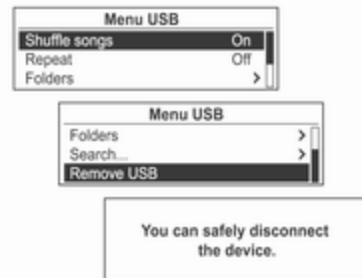 Menu USB
Shuffle songs On
Repeat Off
Folders >
Menu USB
Folders >
Search... >
Remove USB
You can safely disconnect
the device.